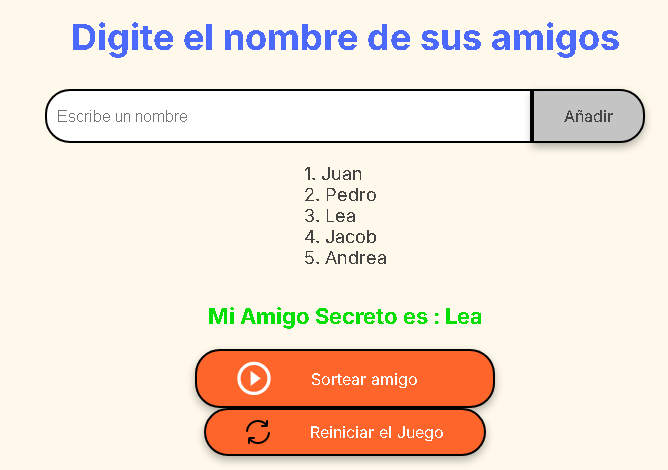 Digite el nombre de sus amigos
Escribe un nombre
Añadir
1. Juan
2. Pedro
3. Lea
4. Jacob
5. Andrea
Mi Amigo Secreto es : Lea
Sortear amigo
Reiniciar el Juego